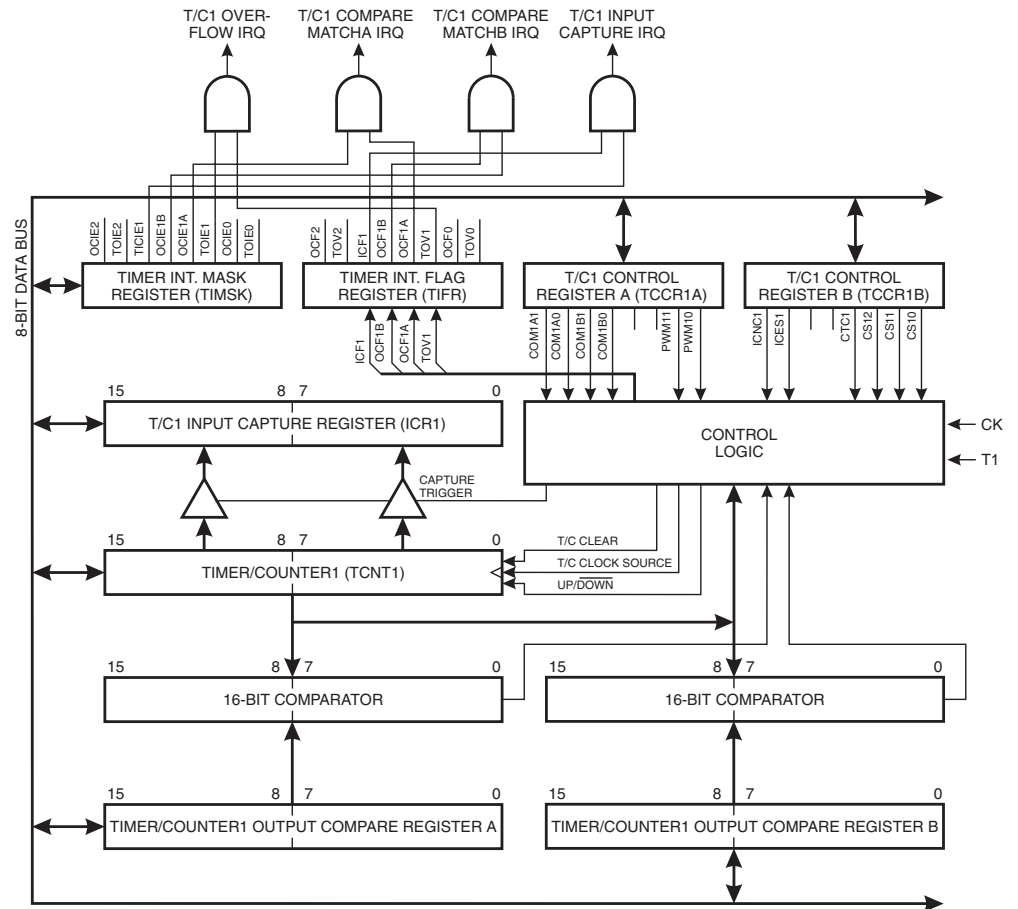 T/C1 OVER-
FLOW IRQ
T/C1 COMPARE
MATCHA IRQ
T/C1 COMPARE
MATCHB IRQ
T/C1 INPUT
CAPTURE IRQ
8-BIT DATA BUS
OCIE2
TOIE2
TICIE1
OCIE1B
OCIE1A
TOIE1
OCIE0
TOIE0
OCF2
TOV2
ICF1
OCF1B
OCF1A
TOV1
OCF0
TOV0
TIMER INT. MASK
REGISTER (TIMSK)
TIMER INT. FLAG
REGISTER (TIFR)
T/C1 CONTROL
REGISTER A (TCCR1A)
T/C1 CONTROL
REGISTER B (TCCR1B)
ICF1
OCF1B
OCF1A
TOV1
COM1A1
COM1A0
COM1B1
COM1B0
PWM11
PWM10
ICNC1
ICES1
CTC1
CS12
CS11
CS10
15 8 7 0
T/C1 INPUT CAPTURE REGISTER (ICR1)
CONTROL
LOGIC
CK
T1
CAPTURE
TRIGGER
15 8 7 0
TIMER/COUNTER1 (TCNT1)
T/C CLEAR
T/C CLOCK SOURCE
UP/DOWN
15 8 7 0
16-BIT COMPARATOR
15 8 7 0
16-BIT COMPARATOR
15 8 7 0
TIMER/COUNTER1 OUTPUT COMPARE REGISTER A
15 8 7 0
TIMER/COUNTER1 OUTPUT COMPARE REGISTER B